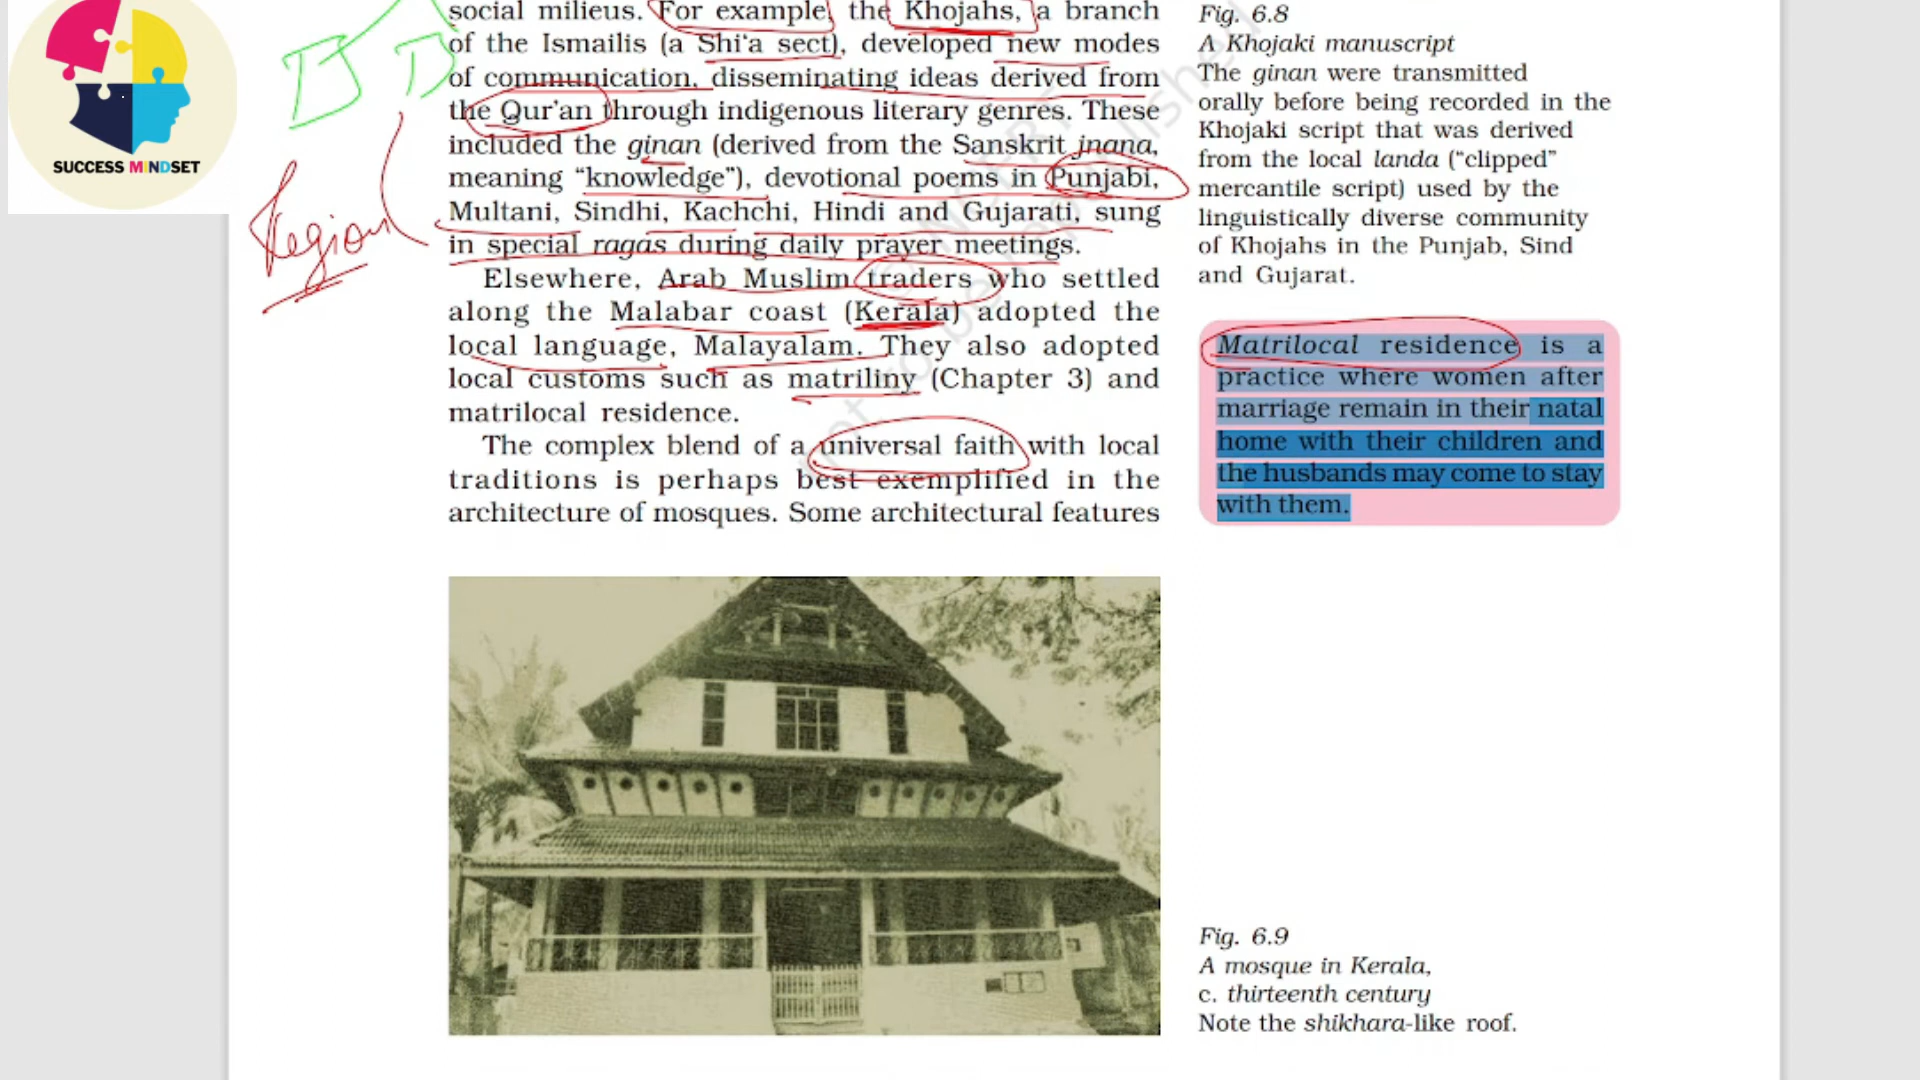 SUCCESS MINDSET
Region
social milieus. For example, the Khojahs, a branch
of the Ismailis (a Shi‘a sect), developed new modes
of communication, disseminating ideas derived from
the Qur’an through indigenous literary genres. These
included the ginan (derived from the Sanskrit jnana,
meaning “knowledge”), devotional poems in Punjabi,
Multani, Sindhi, Kachchi, Hindi and Gujarati, sung
in special ragas during daily prayer meetings.
Elsewhere, Arab Muslim traders who settled
along the Malabar coast (Kerala) adopted the
local language, Malayalam. They also adopted
local customs such as matriliny (Chapter 3) and
matrilocal residence.
The complex blend of a universal faith with local
traditions is perhaps best exemplified in the
architecture of mosques. Some architectural features
Fig. 6.8
A Khojaki manuscript
The ginan were transmitted
orally before being recorded in the
Khojaki script that was derived
from the local landa (“clipped”
mercantile script) used by the
linguistically diverse community
of Khojahs in the Punjab, Sind
and Gujarat.
Matrilocal residence is a
practice where women after
marriage remain in their natal
home with their children and
the husbands may come to stay
with them.
Fig. 6.9
A mosque in Kerala,
c. thirteenth century
Note the shikhara-like roof.